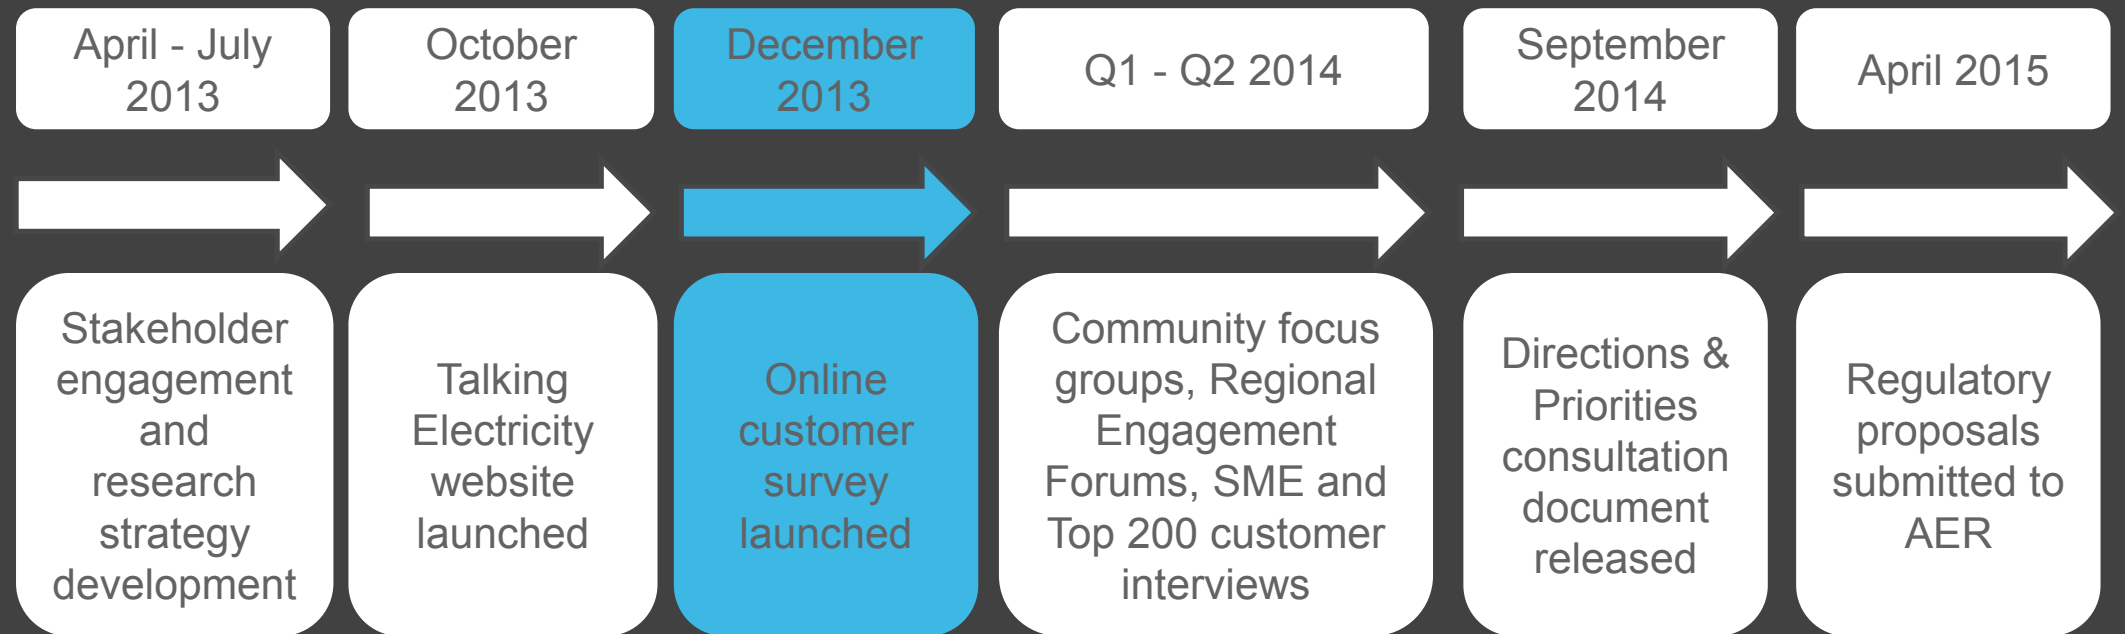 April - July
2013
October
2013
December
2013
Q1 - Q2 2014
September
2014
April 2015
Stakeholder
engagement
and
research
strategy
development
Talking
Electricity
website
launched
Online
customer
survey
launched
Community focus
groups, Regional
Engagement
Forums, SME and
Top 200 customer
interviews
Directions &
Priorities
consultation
document
released
Regulatory
proposals
submitted to
AER